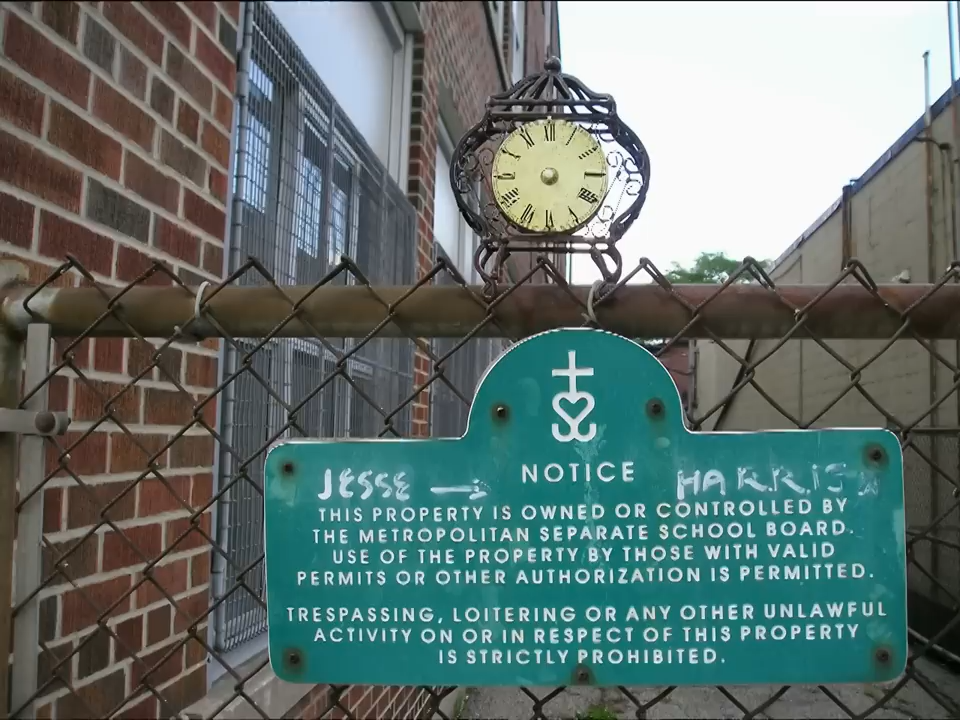 NOTICE
JESSE — HARRIS
THIS PROPERTY IS OWNED OR CONTROLLED BY
THE METROPOLITAN SEPARATE SCHOOL BOARD.
USE OF THE PROPERTY BY THOSE WITH VALID
PERMITS OR OTHER AUTHORIZATION IS PERMITTED.
TRESPASSING, LOITERING OR ANY OTHER UNLAWFUL
ACTIVITY ON OR IN RESPECT OF THIS PROPERTY
IS STRICTLY PROHIBITED.